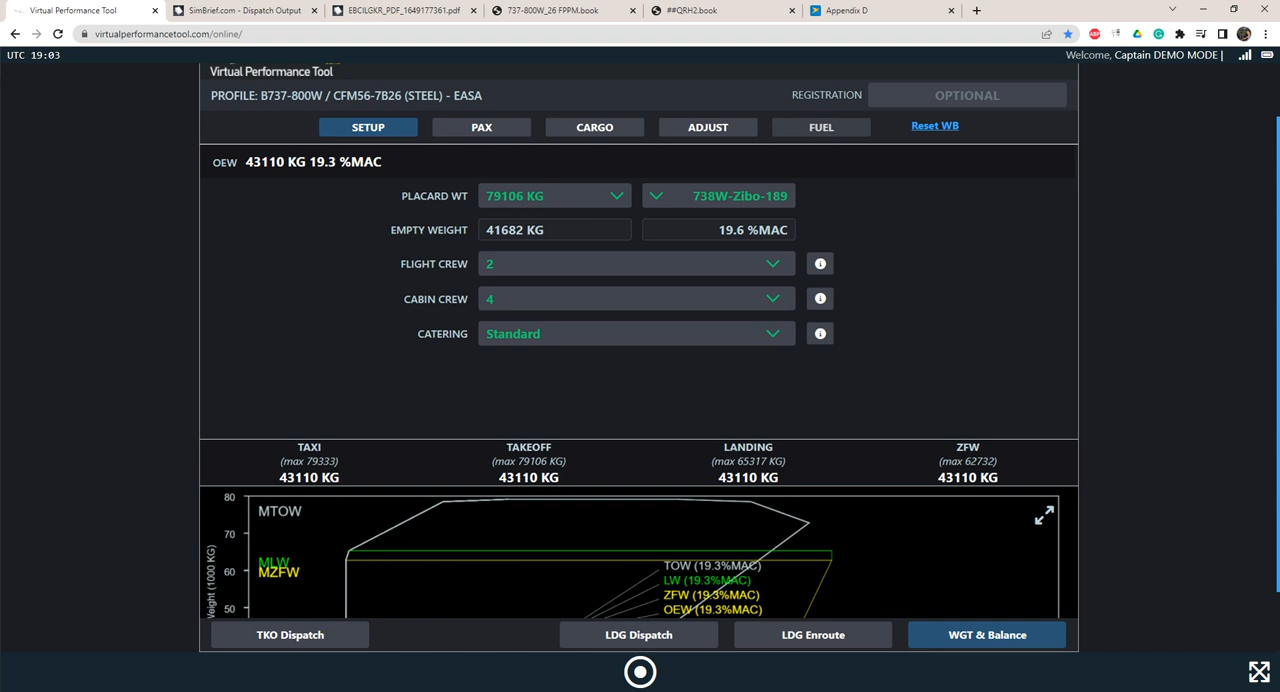 Virtual Performance Tool
SimBrief.com - Dispatch Output
EBCILGKR_PDF_1649177361.pdf
737-800W_26 FPPM.book
##QRH2.book
Appendix D
virtualperformancetool.com/online/
UTC 19:03
Welcome, Captain DEMO MODE |
Virtual Performance Tool
PROFILE: B737-800W / CFM56-7B26 (STEEL) - EASA
REGISTRATION
OPTIONAL
SETUP
PAX
CARGO
ADJUST
FUEL
Reset WB
OEW 43110 KG 19.3 %MAC
PLACARD WT 79106 KG 738W-Zibo-189
EMPTY WEIGHT 41682 KG 19.6 %MAC
FLIGHT CREW 2
CABIN CREW 4
CATERING Standard
TAXI TAKEOFF LANDING ZFW
(max 79333) (max 79106 KG) (max 65317 KG) (max 62732)
43110 KG 43110 KG 43110 KG 43110 KG
80
MTOW
70
MLW
MZFW
60
50
Weight (1000 KG)
TOW (19.3%MAC)
LW (19.3%MAC)
ZFW (19.3%MAC)
OEW (19.3%MAC)
TKO Dispatch
LDG Dispatch
LDG Enroute
WGT & Balance